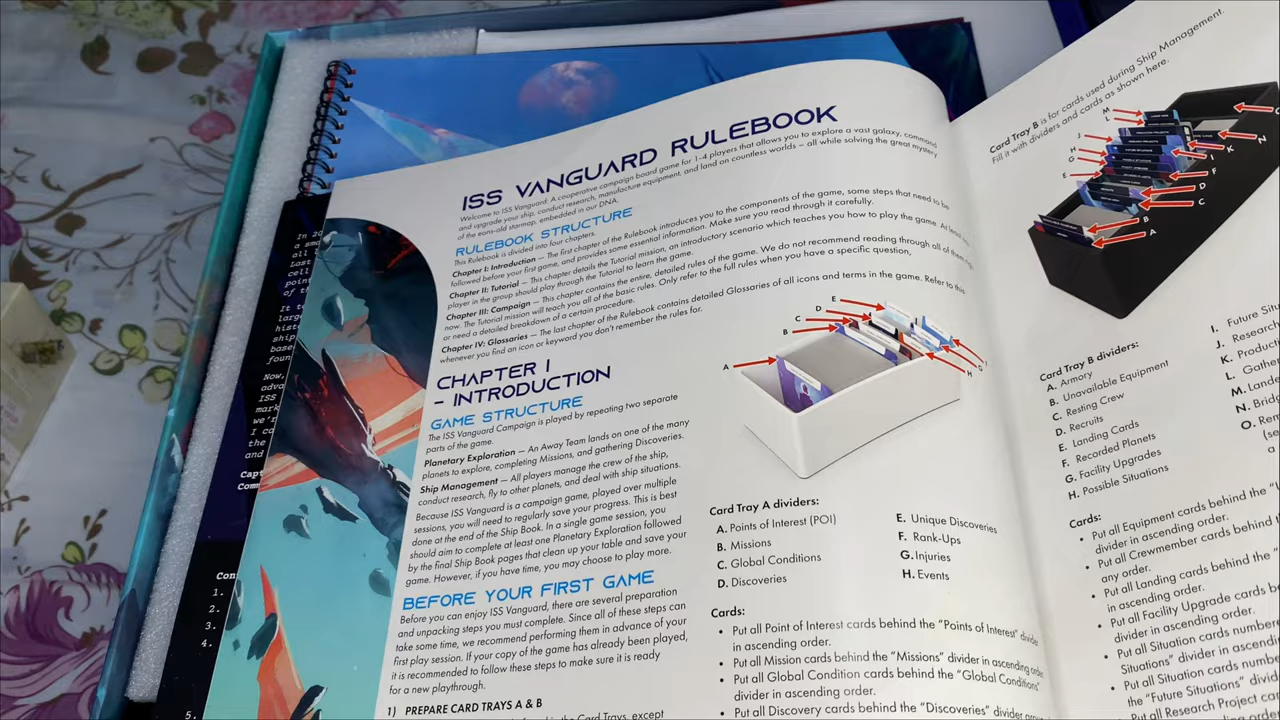 ISS VANGUARD RULEBOOK
Welcome to ISS Vanguard: A cooperative campaign board game for 1-4 players that allows you to explore a vast galaxy, command
and upgrade your ship, conduct research, manufacture equipment, and land on countless worlds – all while solving the great mystery
of the eons-old starmap, embedded in our DNA.
RULEBOOK STRUCTURE
This Rulebook is divided into four chapters.
Chapter I: Introduction – The first chapter of the Rulebook introduces you to the components of the game, some steps that need to be
followed before your first game, and provides some essential information. Make sure you read through it carefully.
Chapter II: Tutorial – This chapter details the Tutorial mission, an introductory scenario which teaches you how to play the game. At least
player in the group should play through the Tutorial to learn the game.
Chapter III: Campaign – This chapter contains the entire, detailed rules of the game. We do not recommend reading through all of them
now. The Tutorial mission will teach you all of the basic rules. Only refer to the full rules when you have a specific question,
or need a detailed breakdown of a certain procedure.
Chapter IV: Glossaries – The last chapter of the Rulebook contains detailed Glossaries of all icons and terms in the game. Refer to this
whenever you find an icon or keyword you don't remember the rules for.
CHAPTER I
– INTRODUCTION
GAME STRUCTURE
The ISS Vanguard Campaign is played by repeating two separate
parts of the game.
Planetary Exploration – An Away Team lands on one of the many
planets to explore, completing Missions, and gathering Discoveries.
Ship Management – All players manage the crew of the ship,
conduct research, fly to other planets, and deal with ship situations.
Because ISS Vanguard is a campaign game, played over multiple
sessions, you will need to regularly save your progress. This is best
done at the end of the Ship Book. In a single game session, you
should aim to complete at least one Planetary Exploration followed
by the final Ship Book pages that clean up your table and save your
game. However, if you have time, you may choose to play more.
BEFORE YOUR FIRST GAME
Before you can enjoy ISS Vanguard, there are several preparation
and unpacking steps you must complete. Since all of these steps can
take some time, we recommend performing them in advance of your
first play session. If your copy of the game has already been played,
it is recommended to follow these steps to make sure it is ready
for a new playthrough.
1) PREPARE CARD TRAYS A & B
in the Card Trays, except
A
B
C
D
E
F
G
H
Card Tray A dividers:
A. Points of Interest (POI)
B. Missions
C. Global Conditions
D. Discoveries
E. Unique Discoveries
F. Rank-Ups
G. Injuries
H. Events
Cards:
• Put all Point of Interest cards behind the "Points of Interest" divider
in ascending order.
• Put all Mission cards behind the "Missions" divider in ascending order.
• Put all Global Condition cards behind the "Global Conditions"
divider in ascending order.
• Put all Discovery cards behind the "Discoveries" divider
Card Tray B is for cards used during Ship Management.
Fill it with dividers and cards as shown here.
M
L
J
H
G
E
N
K
I
F
D
C
B
A
Card Tray B dividers:
A. Armory
B. Unavailable Equipment
C. Resting Crew
D. Recruits
E. Landing Cards
F. Recorded Planets
G. Facility Upgrades
H. Possible Situations
I. Future
J.
K.
L.
M.
N.
O.
Cards:
• Put all Equipment cards behind the
divider in ascending order.
• Put all Crewmember cards behind
any order.
• Put all Landing cards behind the
in ascending order.
• Put all Facility Upgrade cards
divider in ascending order.
• Put all Situation cards
Situations" divider in
• Put all Situation cards
the "Future Situations"
• Put all Research Project
1.
2.
3.
4.
5.